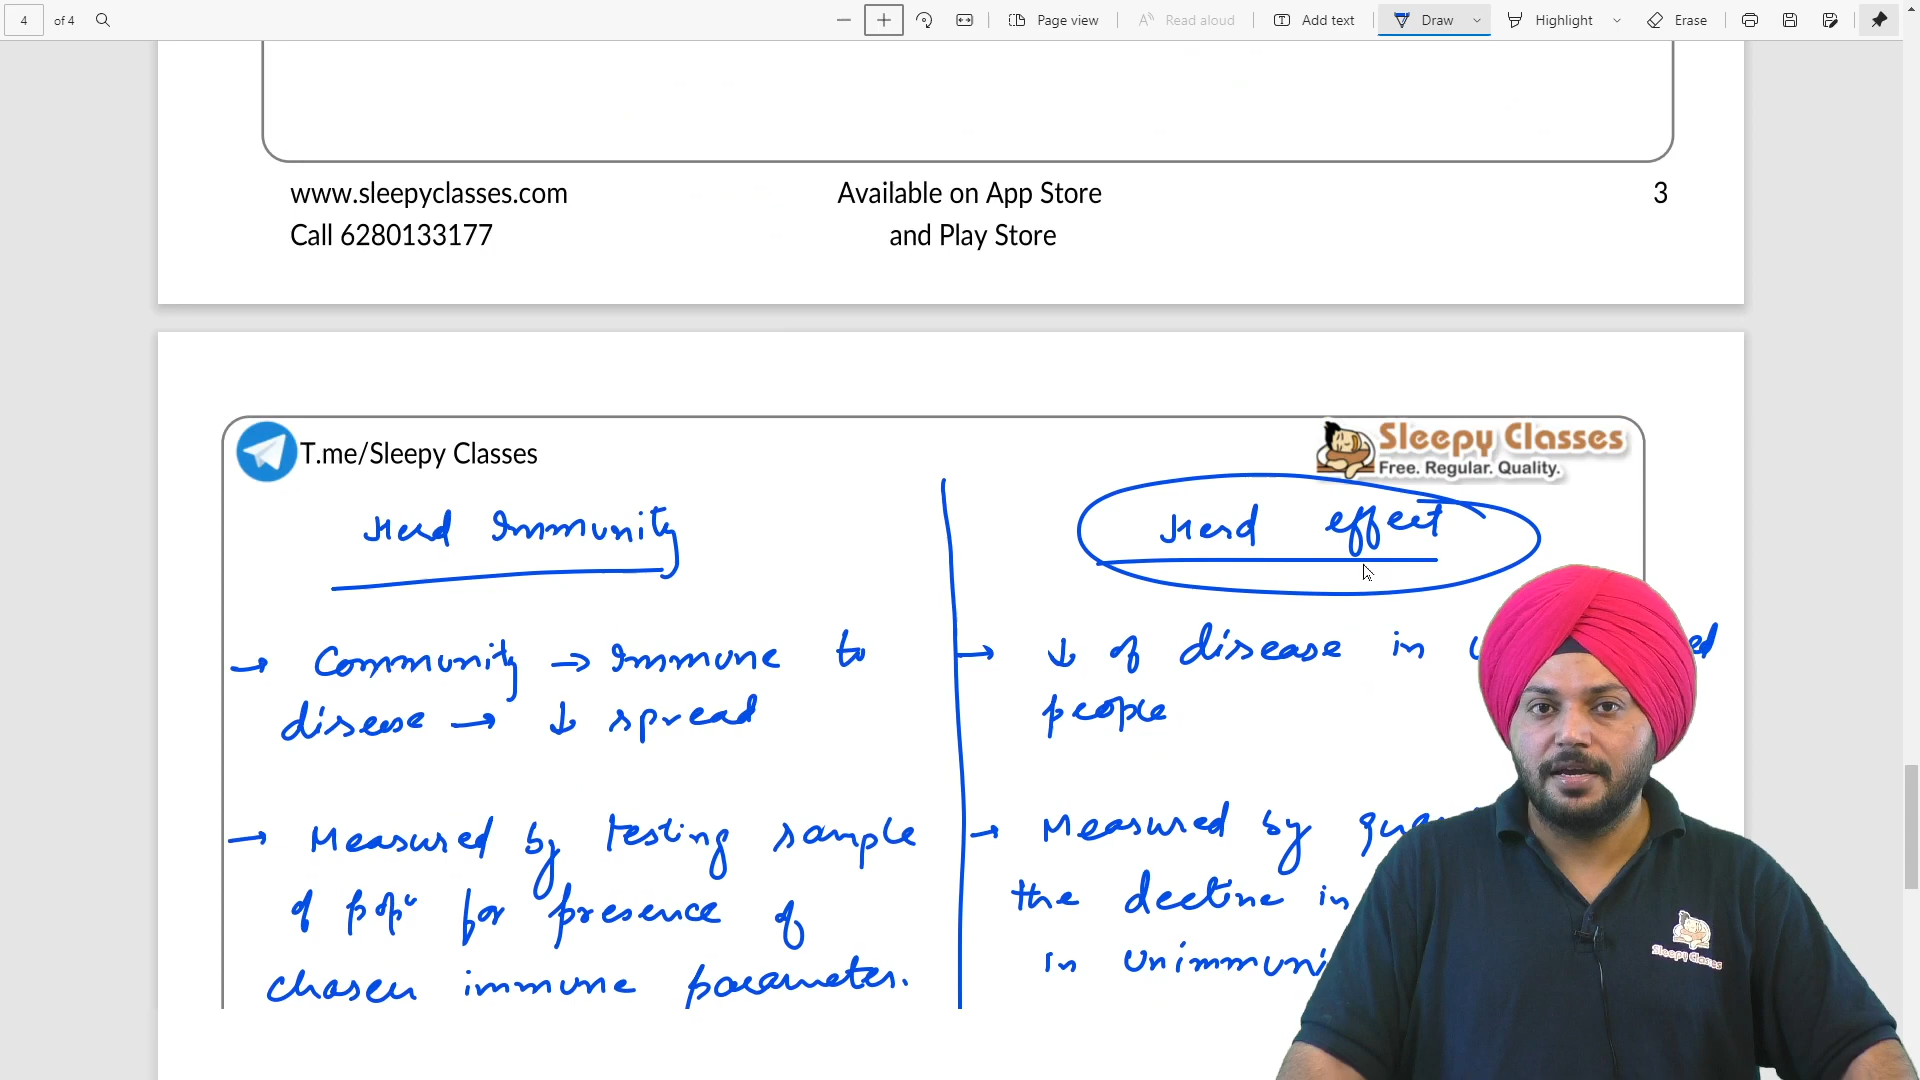 4 of 4
Page view
Read aloud
Add text
Draw
Highlight
Erase
www.sleepyclasses.com
Call 6280133177
Available on App Store
and Play Store
3
T.me/Sleepy Classes
Sleepy Classes
Free. Regular. Quality.
Herd Immunity
→ Community → Immune to
disease → ↓ spread
→ Measured by testing sample
of popⁿ for presence of
chosen immune parameter.
Herd effect
→ ↓ of disease in
people
→ Measured by
the decline in
in
Sleepy Classes